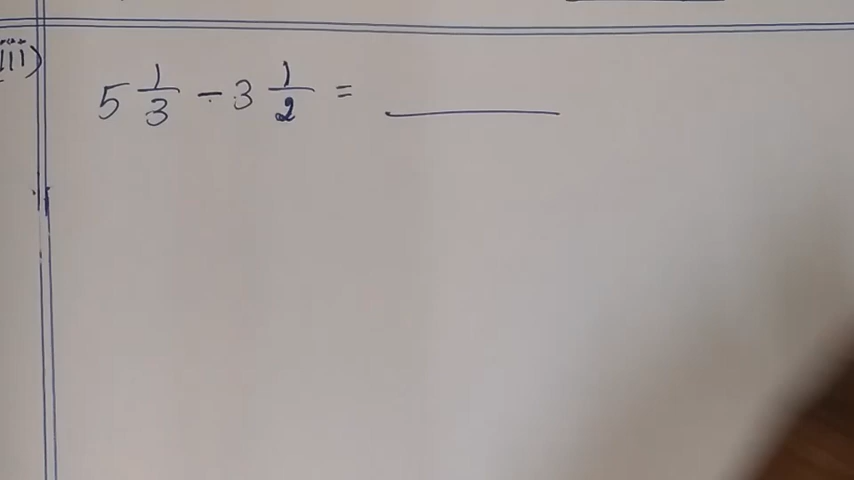 iii)
5 1/3 - 3 1/2 = ______